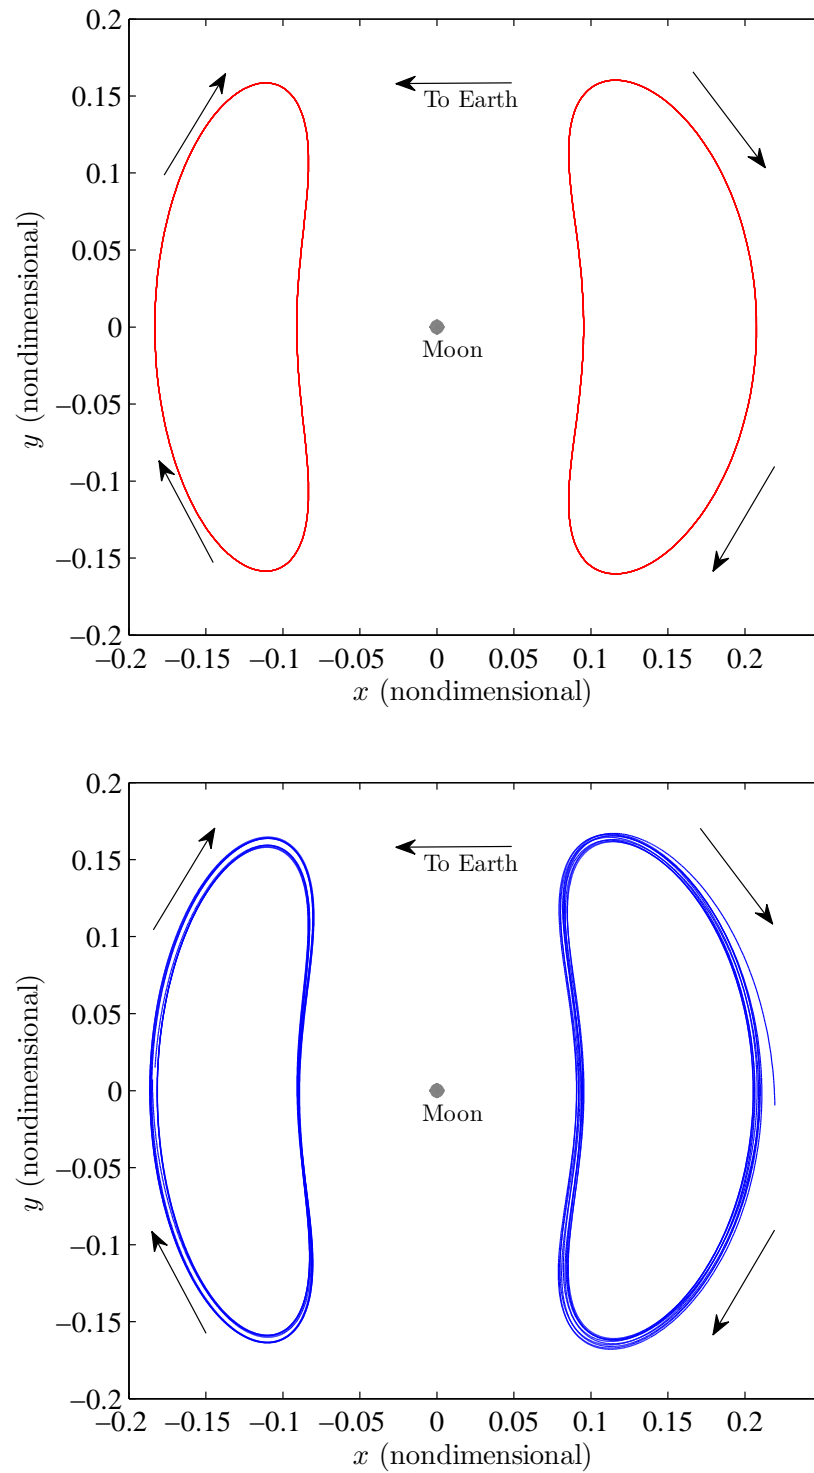 0.2
0.15
0.1
0.05
0
–0.05
–0.1
–0.15
–0.2
y (nondimensional)
To Earth
Moon
–0.2 –0.15 –0.1 –0.05 0 0.05 0.1 0.15 0.2
x (nondimensional)
0.2
0.15
0.1
0.05
0
–0.05
–0.1
–0.15
–0.2
y (nondimensional)
To Earth
Moon
–0.2 –0.15 –0.1 –0.05 0 0.05 0.1 0.15 0.2
x (nondimensional)